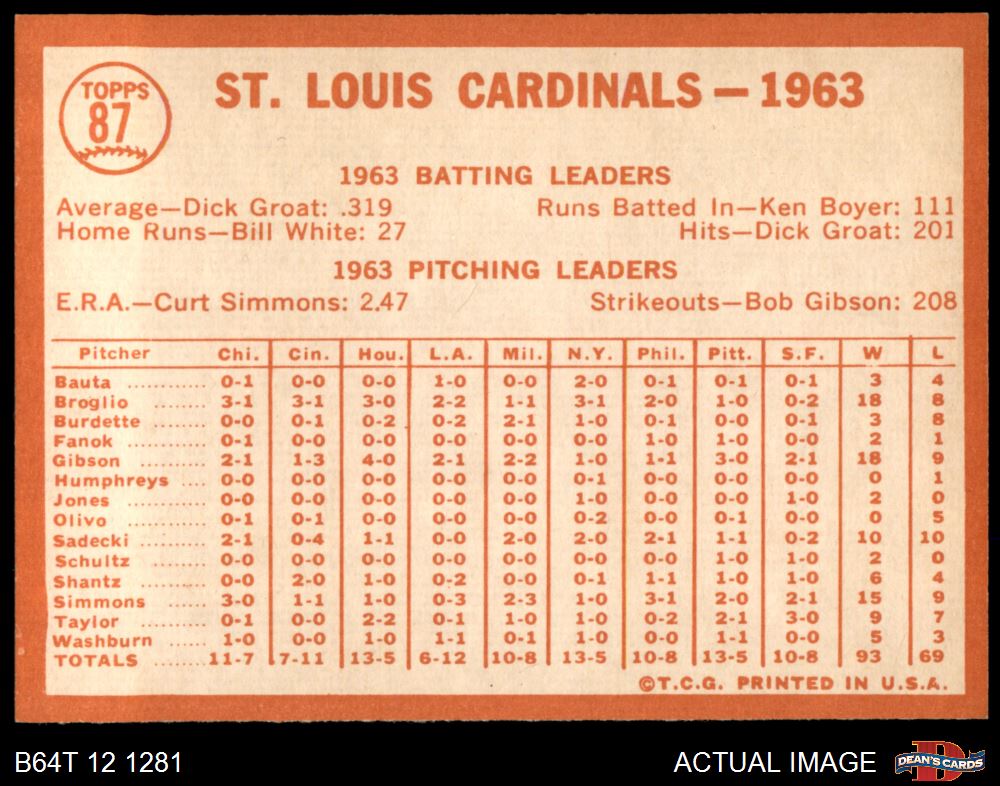 TOPPS
87
ST. LOUIS CARDINALS — 1963
1963 BATTING LEADERS
Average—Dick Groat: .319 Runs Batted In—Ken Boyer: 111
Home Runs—Bill White: 27 Hits—Dick Groat: 201
1963 PITCHING LEADERS
E.R.A.—Curt Simmons: 2.47 Strikeouts—Bob Gibson: 208
Pitcher Chi. Cin. Hou. L.A. Mil. N.Y. Phil. Pitt. S.F. W L
Bauta .......... 0-1 0-0 0-0 1-0 0-0 2-0 0-1 0-1 0-1 3 4
Broglio ........ 3-1 3-1 3-0 2-2 1-1 3-1 2-0 1-0 0-2 18 8
Burdette ....... 0-0 0-1 0-2 0-2 2-1 1-0 0-1 0-0 0-1 3 8
Fanok .......... 0-1 0-0 0-0 0-0 0-0 0-0 1-0 1-0 0-0 2 1
Gibson ......... 2-1 1-3 4-0 2-1 2-2 1-0 1-1 3-0 2-1 18 9
Humphreys .... 0-0 0-0 0-0 0-0 0-0 0-1 0-0 0-0 0-0 0 1
Jones .......... 0-0 0-0 0-0 0-0 0-0 1-0 0-0 0-0 1-0 2 0
Olivo .......... 0-1 0-1 0-0 0-0 0-0 0-2 0-0 0-1 0-0 0 5
Sadecki ........ 2-1 0-4 1-1 0-0 2-0 2-0 2-1 1-1 0-2 10 10
Schultz ........ 0-0 0-0 0-0 0-0 0-0 0-0 0-0 1-0 1-0 2 0
Shantz ......... 0-0 2-0 1-0 0-2 0-0 0-1 1-1 1-0 1-0 6 4
Simmons ...... 3-0 1-1 1-0 0-3 2-3 1-0 3-1 2-0 2-1 15 9
Taylor ......... 0-1 0-0 2-2 0-1 1-0 1-0 0-2 2-1 3-0 9 7
Washburn ..... 1-0 0-0 1-0 1-1 0-1 1-0 0-0 1-1 0-0 5 3
TOTALS ........ 11-7 7-11 13-5 6-12 10-8 13-5 10-8 13-5 10-8 93 69
©T.C.G. PRINTED IN U.S.A.
B64T 12 1281 ACTUAL IMAGE
D
DEAN'S CARDS